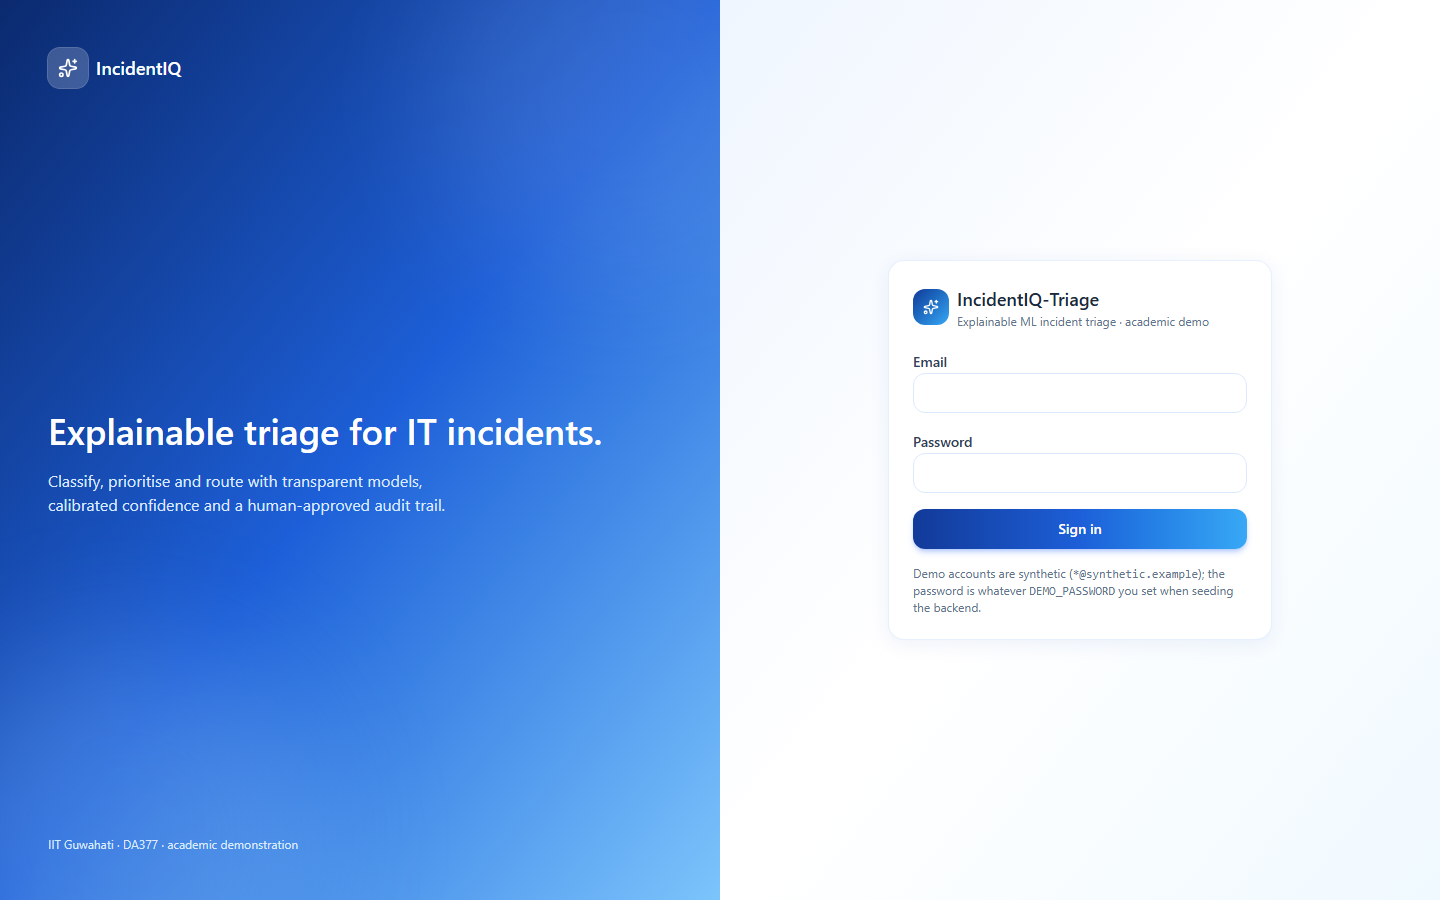 IncidentIQ
Explainable triage for IT incidents.
Classify, prioritise and route with transparent models,
calibrated confidence and a human-approved audit trail.
IIT Guwahati · DA377 · academic demonstration
IncidentIQ-Triage
Explainable ML incident triage · academic demo
Email
Password
Sign in
Demo accounts are synthetic (*@synthetic.example); the
password is whatever DEMO_PASSWORD you set when seeding
the backend.